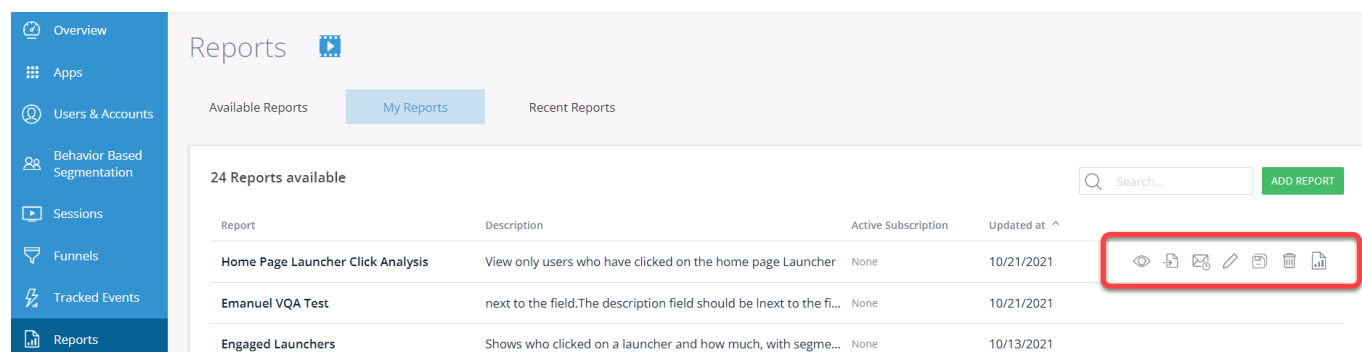 Overview
Apps
Users & Accounts
Behavior Based
Segmentation
Sessions
Funnels
Tracked Events
Reports
Reports
Available Reports My Reports Recent Reports
24 Reports available Search... ADD REPORT
Report Description Active Subscription Updated at
Home Page Launcher Click Analysis View only users who have clicked on the home page Launcher None 10/21/2021
Emanuel VQA Test next to the field.The description field should be lnext to the fi... None 10/21/2021
Engaged Launchers Shows who clicked on a launcher and how much, with segme... None 10/13/2021